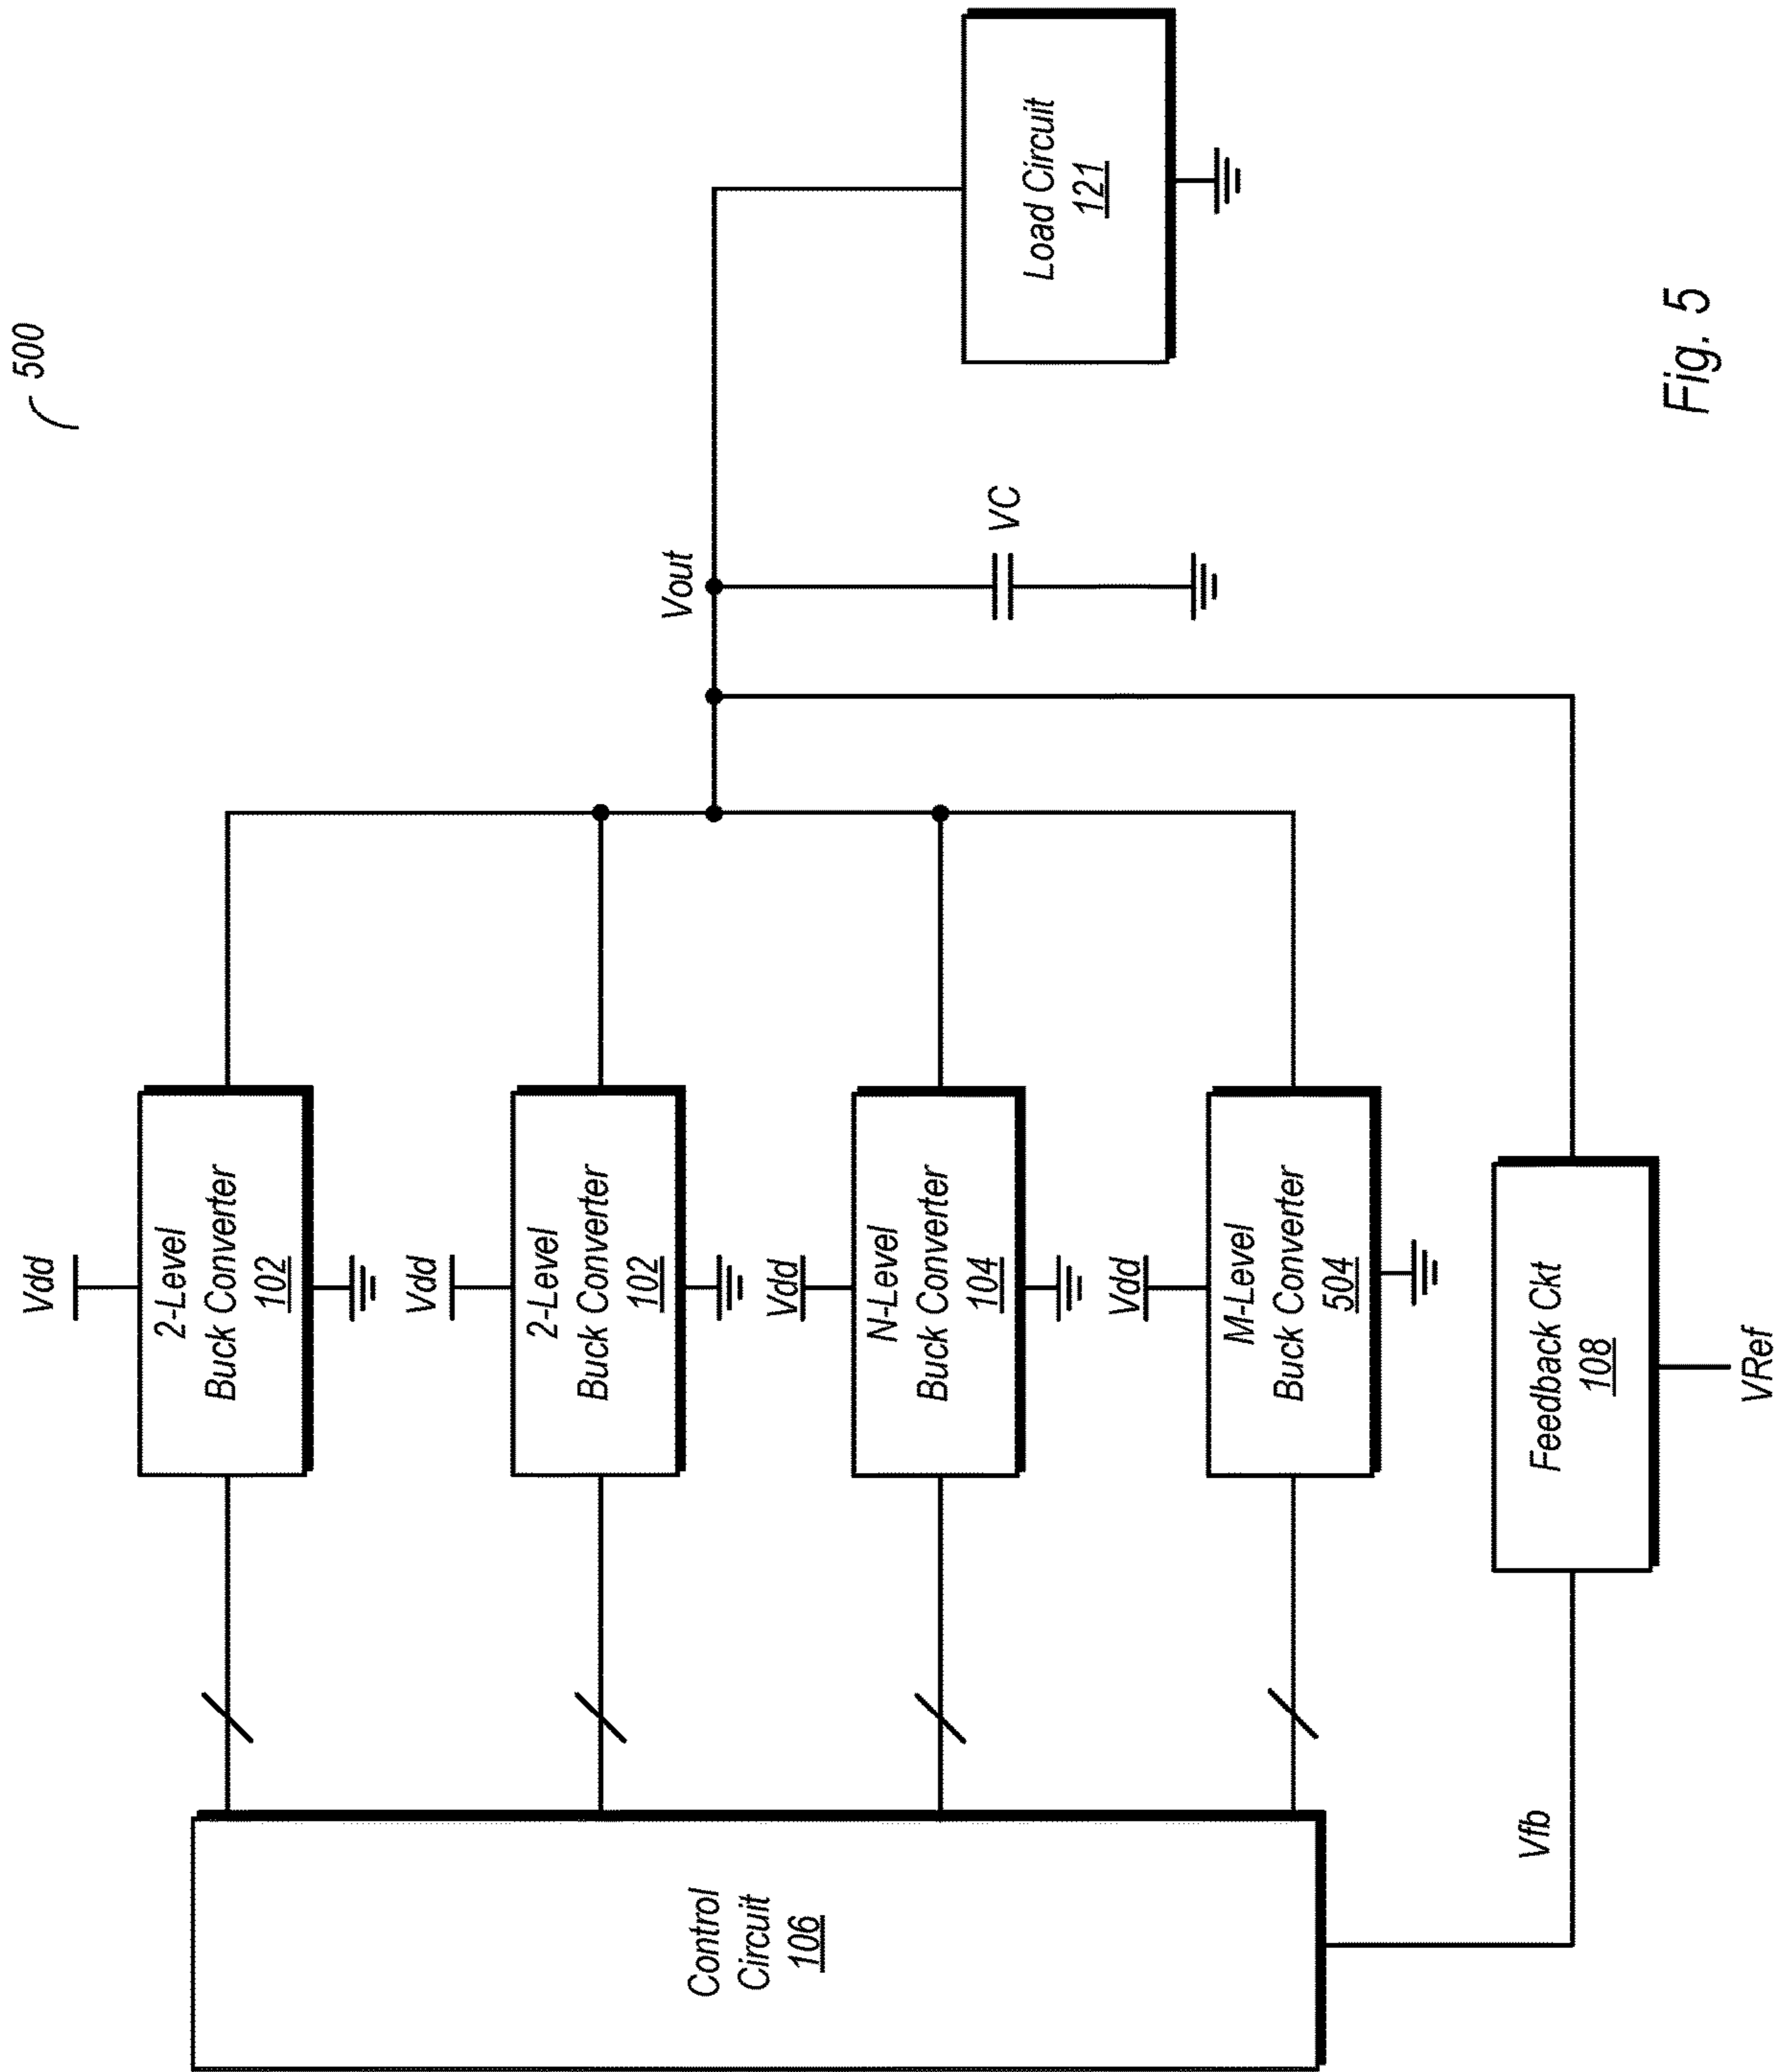 500
Vdd
2-Level
Buck Converter
102
Vdd
2-Level
Buck Converter
102
Vdd
N-Level
Buck Converter
104
Vdd
M-Level
Buck Converter
504
Control
Circuit
106
Vout
VC
Load Circuit
121
Vfb
Feedback Ckt
108
VRef
Fig. 5